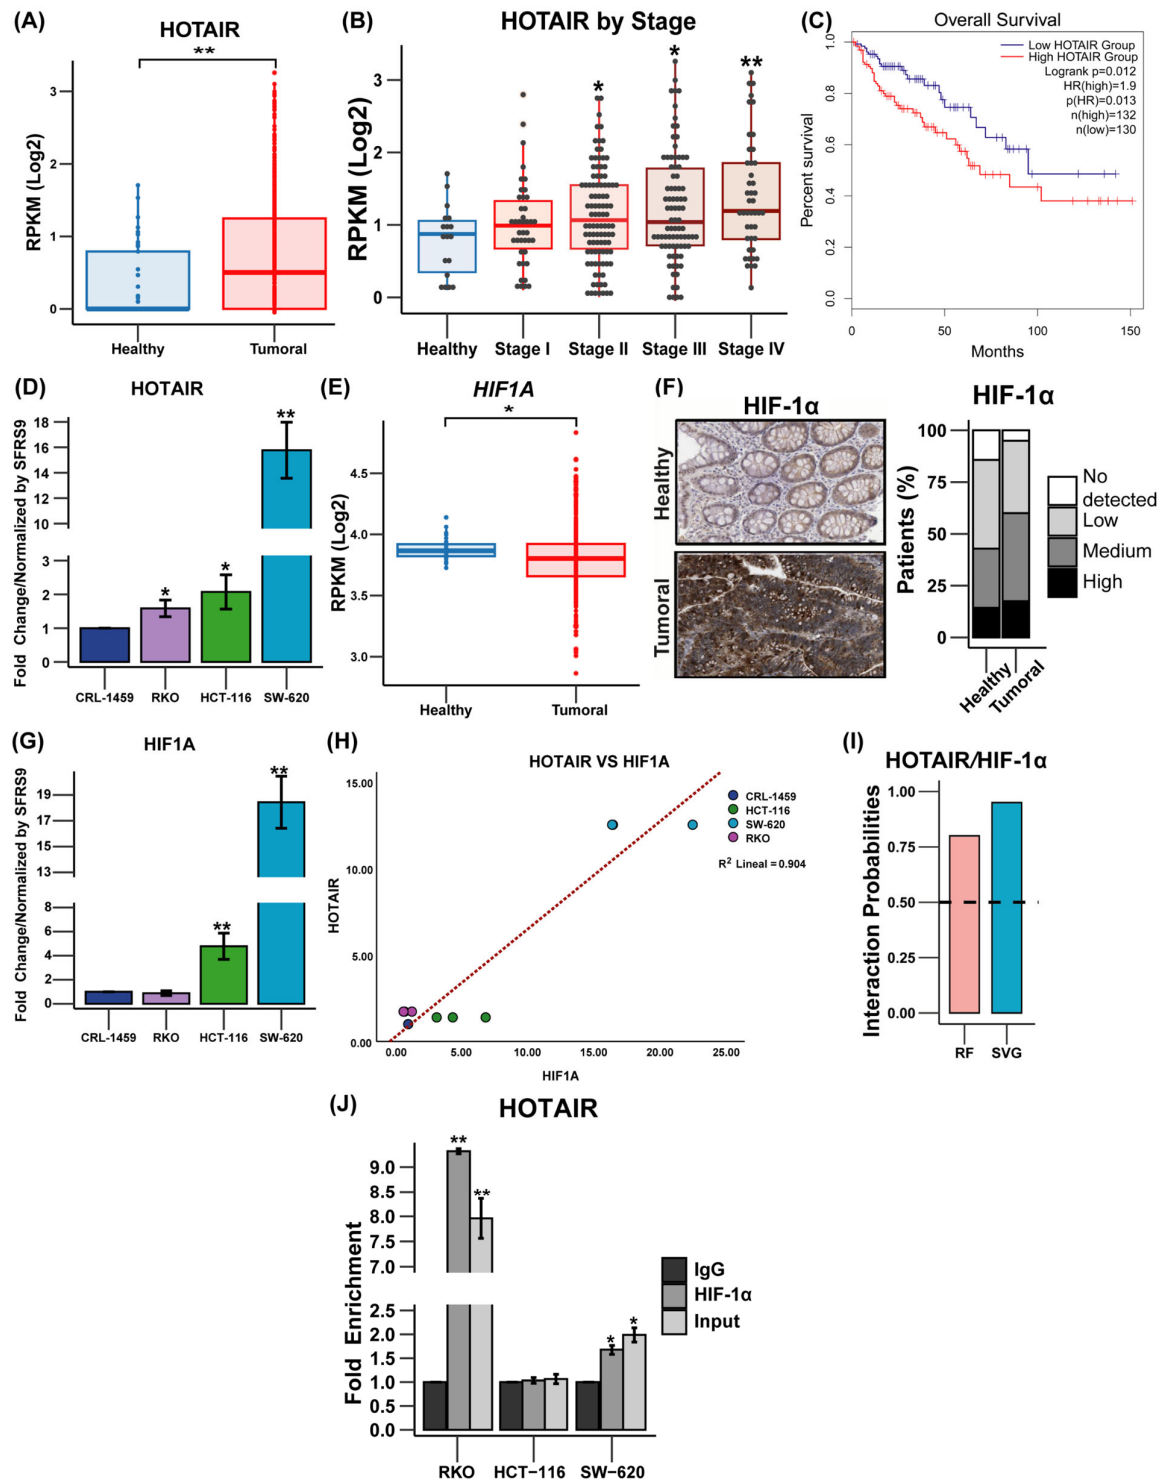 (A)
HOTAIR
**
RPKM (Log2)
3
2
1
0
Healthy
Tumoral
(B)
HOTAIR by Stage
* * **
RPKM (Log2)
3
2
1
0
Healthy
Stage I
Stage II
Stage III
Stage IV
(C)
Overall Survival
Low HOTAIR Group
High HOTAIR Group
Logrank p=0.012
HR(high)=1.9
p(HR)=0.013
n(high)=132
n(low)=130
Percent survival
1.0
0.8
0.6
0.4
0.2
0.0
0 50 100 150
Months
(D)
HOTAIR
Fold Change/Normalized by SFRS9
18
16
14
12
10
3
2
1
0
* * **
CRL-1459
RKO
HCT-116
SW-620
(E)
HIF1A
*
RPKM (Log2)
4.5
4.0
3.5
3.0
Healthy
Tumoral
(F)
HIF-1α
Healthy
Tumoral
HIF-1α
Patients (%)
100
75
50
25
0
Healthy
Tumoral
No
detected
Low
Medium
High
(G)
HIF1A
Fold Change/Normalized by SFRS9
19
17
15
13
8
6
4
2
0
** **
CRL-1459
RKO
HCT-116
SW-620
(H)
HOTAIR VS HIF1A
HOTAIR
15.00
10.00
5.00
0.00
0.00 5.00 10.00 15.00 20.00 25.00
HIF1A
CRL-1459
HCT-116
SW-620
RKO
R² Lineal = 0.904
(I)
HOTAIR/HIF-1α
Interaction Probabilities
1.00
0.75
0.50
0.25
0.00
RF
SVG
(J)
HOTAIR
Fold Enrichment
9.0
8.5
8.0
7.5
7.0
2.5
2.0
1.5
1.0
0.5
0.0
** ** * *
RKO
HCT−116
SW−620
IgG
HIF-1α
Input